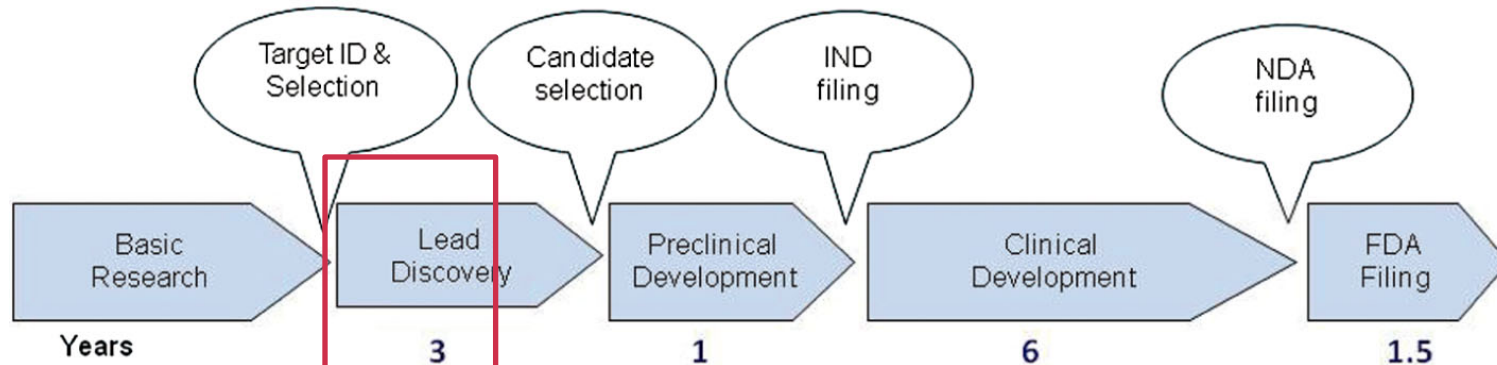 Target ID &
Selection
Candidate
selection
IND
filing
NDA
filing
Basic
Research
Lead
Discovery
Preclinical
Development
Clinical
Development
FDA
Filing
Years
3
1
6
1.5